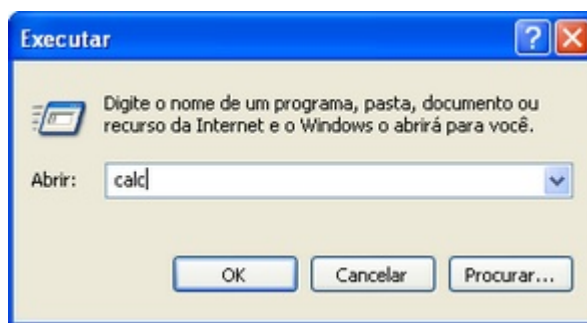 Executar
Digite o nome de um programa, pasta, documento ou
recurso da Internet e o Windows o abrirá para você.
Abrir: calc
OK Cancelar Procurar...